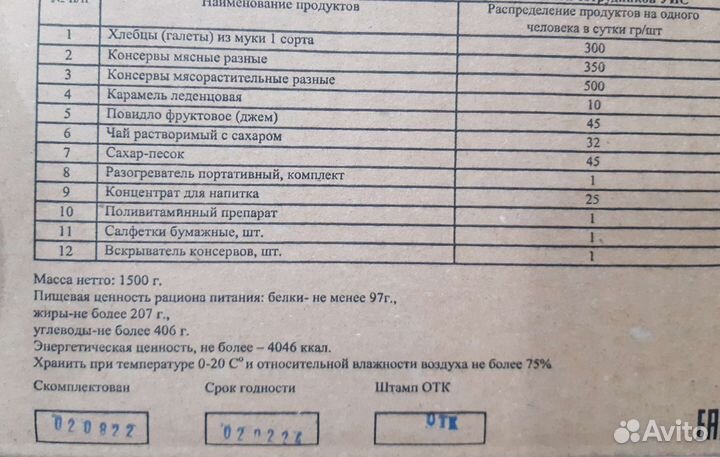 Наименование продуктов
Распределение продуктов на одного
человека в сутки гр/шт
1 Хлебцы (галеты) из муки 1 сорта 300
2 Консервы мясные разные 350
3 Консервы мясорастительные разные 500
4 Карамель леденцовая 10
5 Повидло фруктовое (джем) 45
6 Чай растворимый с сахаром 32
7 Сахар-песок 45
8 Разогреватель портативный, комплект 1
9 Концентрат для напитка 25
10 Поливитаминный препарат 1
11 Салфетки бумажные, шт. 1
12 Вскрыватель консервов, шт. 1
Масса нетто: 1500 г.
Пищевая ценность рациона питания: белки- не менее 97г.,
жиры-не более 207 г.,
углеводы-не более 406 г.
Энергетическая ценность, не более – 4046 ккал.
Хранить при температуре 0-20 С° и относительной влажности воздуха не более 75%
Скомплектован Срок годности Штамп ОТК
020822 020224 ОТК
EAC
Avito